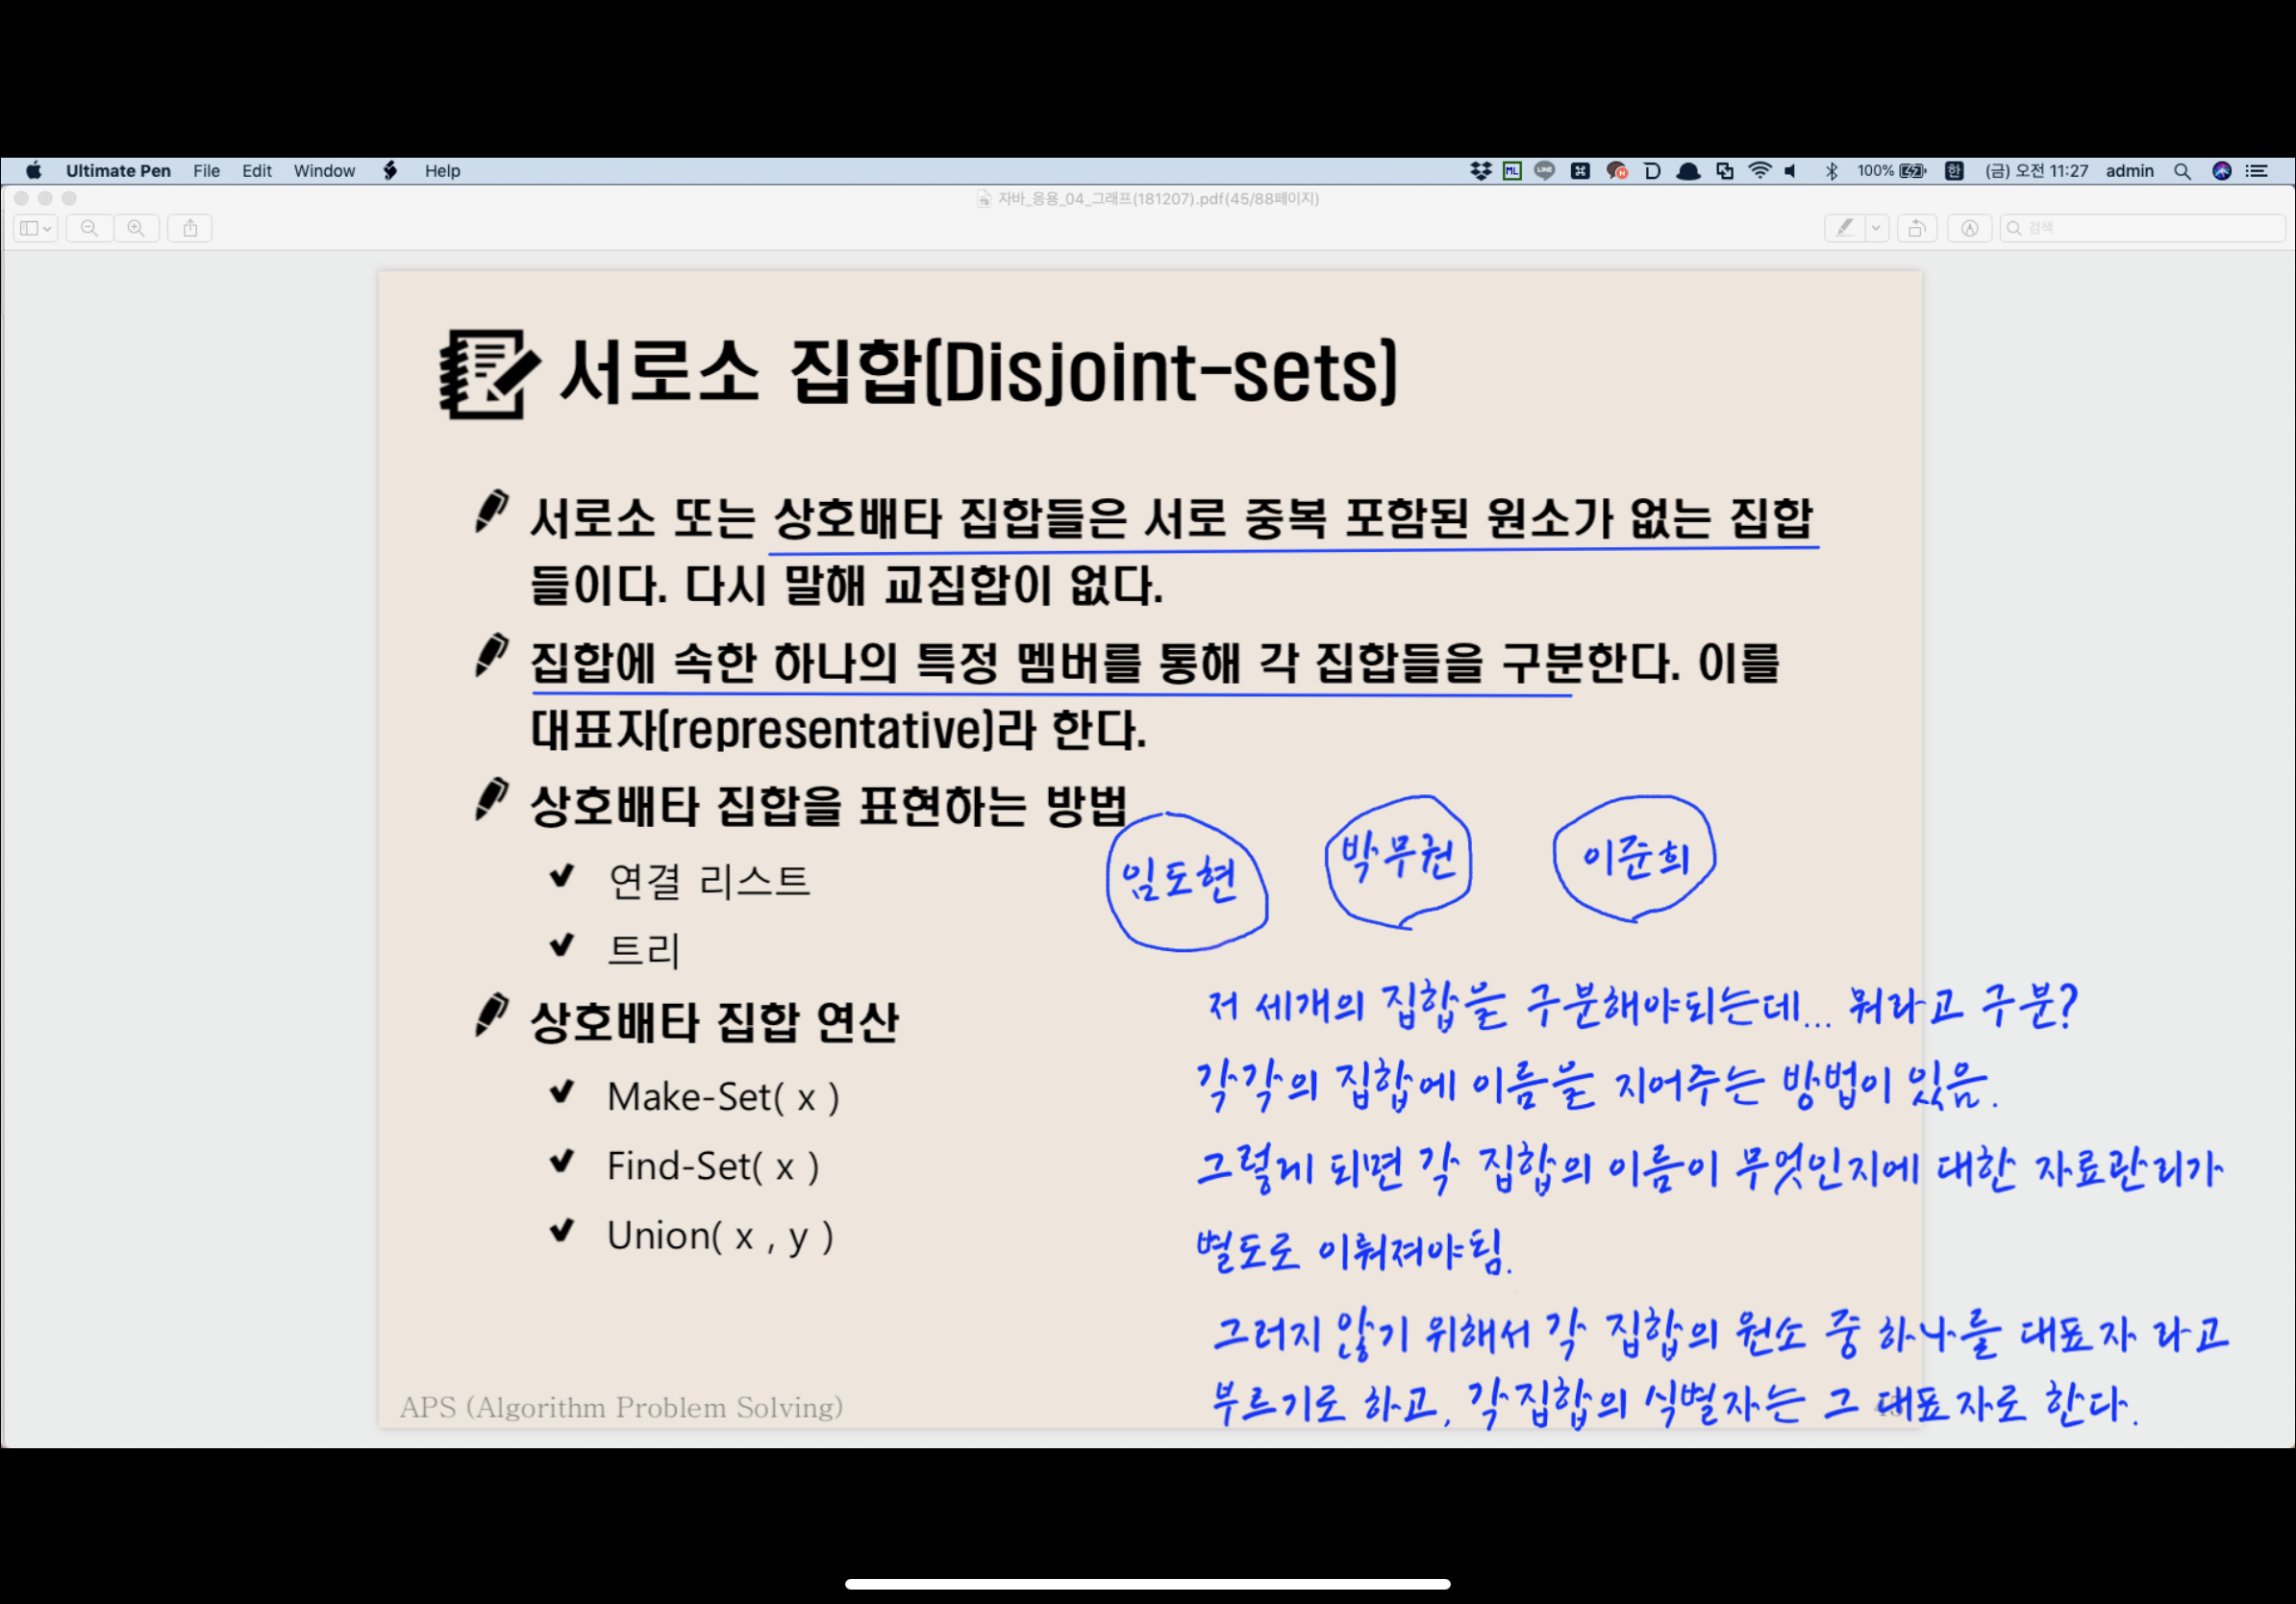 Ultimate Pen File Edit Window Help 100% 한 (금) 오전 11:27 admin
자바_응용_04_그래프(181207).pdf(45/88페이지)
검색
서로소 집합(Disjoint-sets)
서로소 또는 상호배타 집합들은 서로 중복 포함된 원소가 없는 집합
들이다. 다시 말해 교집합이 없다.
집합에 속한 하나의 특정 멤버를 통해 각 집합들을 구분한다. 이를
대표자(representative)라 한다.
상호배타 집합을 표현하는 방법
연결 리스트
트리
임도현 박무권 이준희
상호배타 집합 연산
Make-Set( x )
Find-Set( x )
Union( x , y )
저 세개의 집합을 구분해야되는데... 뭐라고 구분?
각각의 집합에 이름을 지어주는 방법이 있음.
그렇게 되면 각 집합의 이름이 무엇인지에 대한 자료관리가
별도로 이뤄져야됨.
그러지 않기 위해서 각 집합의 원소 중 하나를 대표자 라고
부르기로 하고, 각집합의 식별자는 그 대표자로 한다.
APS (Algorithm Problem Solving)